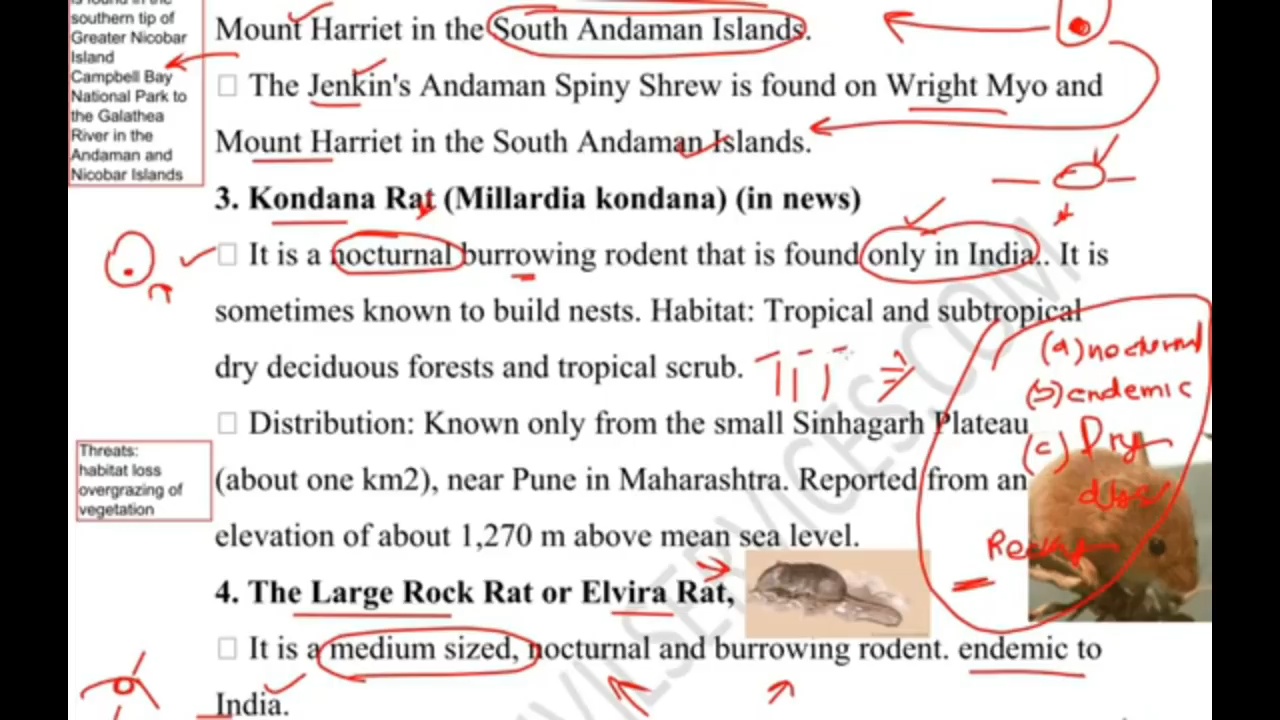 is found in the
southern tip of
Greater Nicobar
Island
Campbell Bay
National Park to
the Galathea
River in the
Andaman and
Nicobar Islands
Mount Harriet in the South Andaman Islands.
□ The Jenkin's Andaman Spiny Shrew is found on Wright Myo and
Mount Harriet in the South Andaman Islands.
3. Kondana Rat (Millardia kondana) (in news)
□ It is a nocturnal burrowing rodent that is found only in India.. It is
sometimes known to build nests. Habitat: Tropical and subtropical
dry deciduous forests and tropical scrub.
(a) nocturnal
(b) endemic
(c) Dry
□ Distribution: Known only from the small Sinhagarh Plateau
(about one km2), near Pune in Maharashtra. Reported from an
elevation of about 1,270 m above mean sea level.
Threats:
habitat loss
overgrazing of
vegetation
4. The Large Rock Rat or Elvira Rat,
□ It is a medium sized, nocturnal and burrowing rodent. endemic to
India.